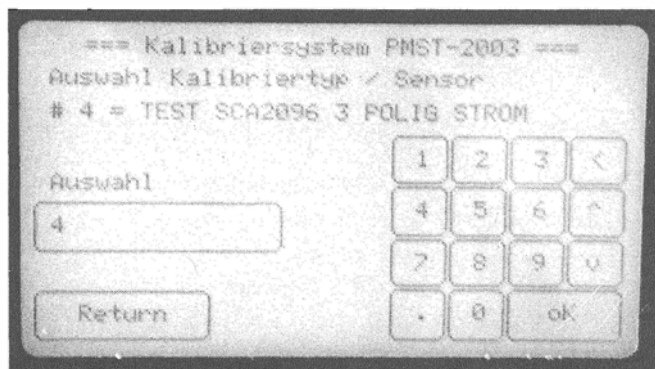 === Kalibriersystem PMST-2003 ===
Auswahl Kalibriertyp / Sensor
# 4 = TEST SCA2096 3 POLIG STROM
Auswahl
4
1 2 3 <
4 5 6 ^
7 8 9 v
Return
. 0 oK